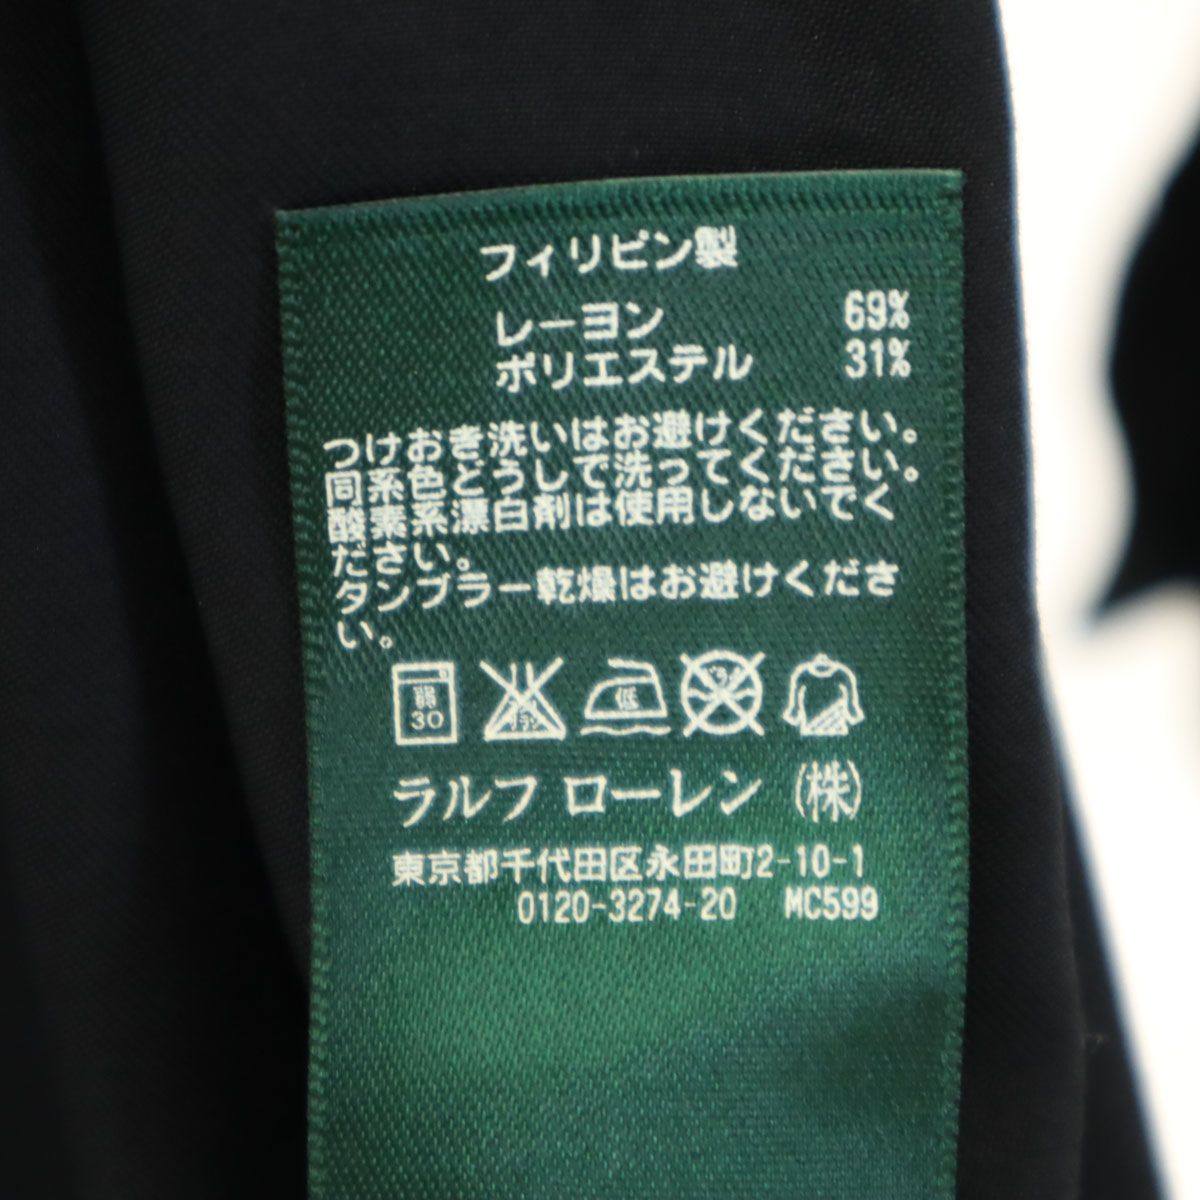 フィリピン製
レーヨン 69%
ポリエステル 31%
つけおき洗いはお避けください。
同系色どうしで洗ってください。
酸素系漂白剤は使用しないでく
ださい。
タンブラー乾燥はお避けくださ
い。
弱 30 低
ラルフ ローレン (株)
東京都千代田区永田町2-10-1
0120-3274-20 MC599